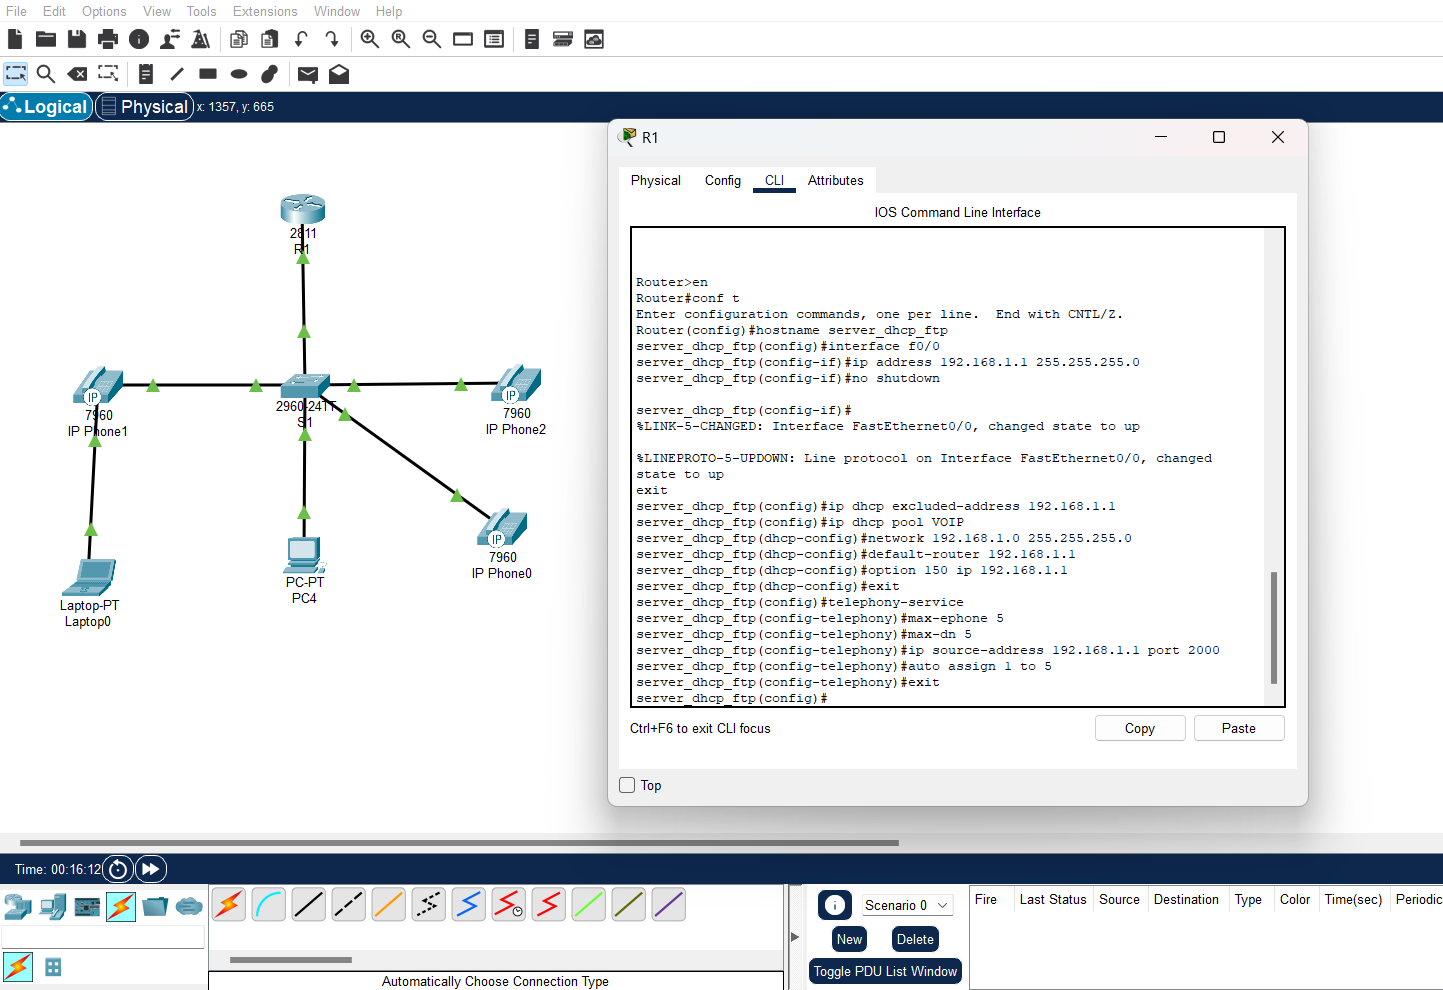 File Edit Options View Tools Extensions Window Help
Logical Physical x: 1357, y: 665
2811
R1
7960
IP Phone1
2960-24TT
S1
7960
IP Phone2
IP
IP
IP
7960
IP Phone0
PC-PT
PC4
Laptop-PT
Laptop0
R1
Physical Config CLI Attributes
IOS Command Line Interface
Router>en
Router#conf t
Enter configuration commands, one per line.  End with CNTL/Z.
Router(config)#hostname server_dhcp_ftp
server_dhcp_ftp(config)#interface f0/0
server_dhcp_ftp(config-if)#ip address 192.168.1.1 255.255.255.0
server_dhcp_ftp(config-if)#no shutdown
server_dhcp_ftp(config-if)#
%LINK-5-CHANGED: Interface FastEthernet0/0, changed state to up
%LINEPROTO-5-UPDOWN: Line protocol on Interface FastEthernet0/0, changed
state to up
exit
server_dhcp_ftp(config)#ip dhcp excluded-address 192.168.1.1
server_dhcp_ftp(config)#ip dhcp pool VOIP
server_dhcp_ftp(dhcp-config)#network 192.168.1.0 255.255.255.0
server_dhcp_ftp(dhcp-config)#default-router 192.168.1.1
server_dhcp_ftp(dhcp-config)#option 150 ip 192.168.1.1
server_dhcp_ftp(dhcp-config)#exit
server_dhcp_ftp(config)#telephony-service
server_dhcp_ftp(config-telephony)#max-ephone 5
server_dhcp_ftp(config-telephony)#max-dn 5
server_dhcp_ftp(config-telephony)#ip source-address 192.168.1.1 port 2000
server_dhcp_ftp(config-telephony)#auto assign 1 to 5
server_dhcp_ftp(config-telephony)#exit
server_dhcp_ftp(config)#
Ctrl+F6 to exit CLI focus
Copy Paste
Top
Time: 00:16:12
Automatically Choose Connection Type
Scenario 0
New Delete
Toggle PDU List Window
Fire Last Status Source Destination Type Color Time(sec) Periodic